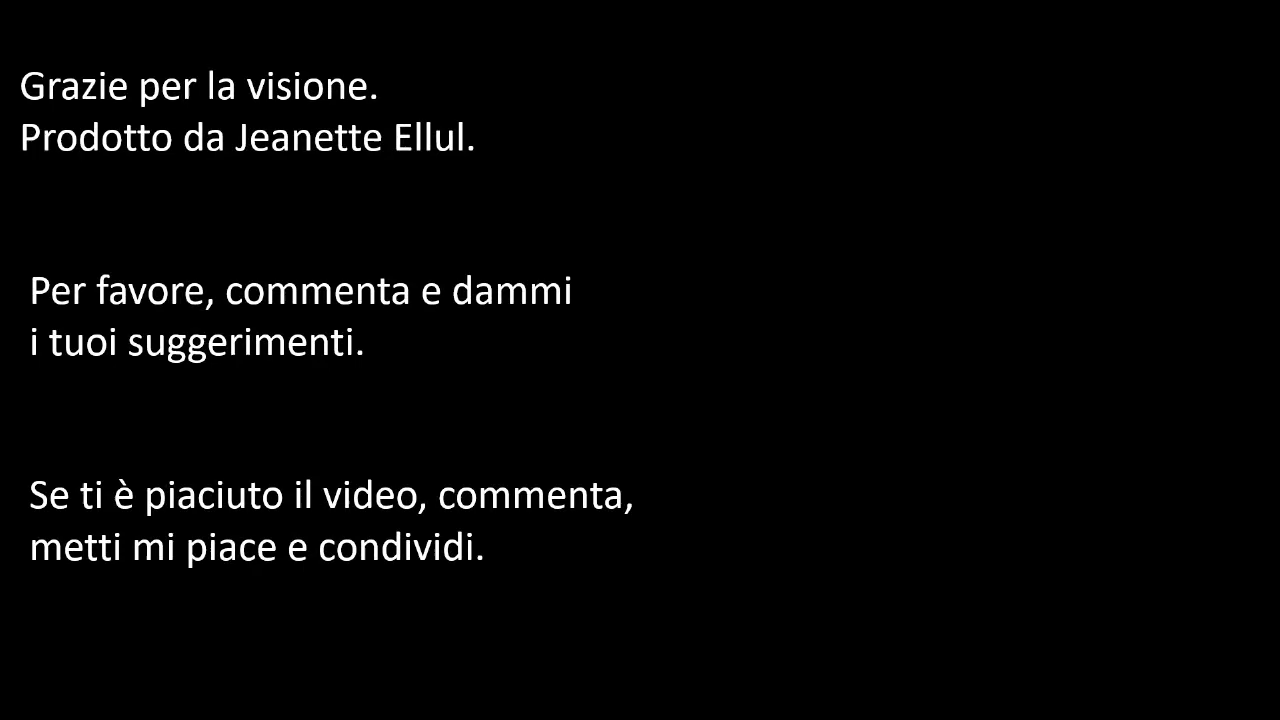 Grazie per la visione.
Prodotto da Jeanette Ellul.
Per favore, commenta e dammi
i tuoi suggerimenti.
Se ti è piaciuto il video, commenta,
metti mi piace e condividi.